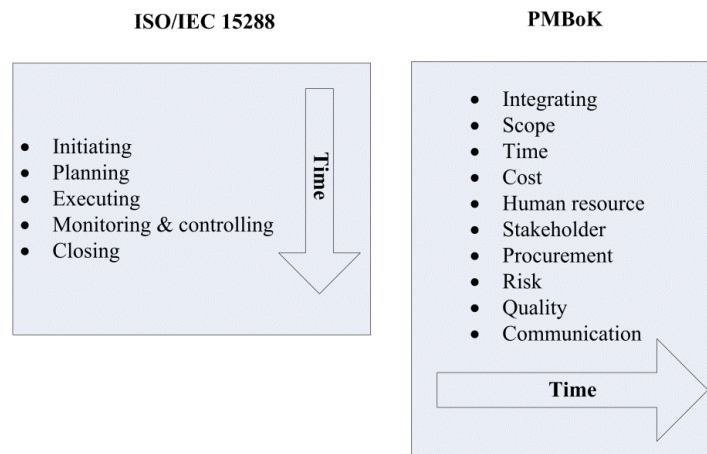 ISO/IEC 15288
• Initiating
• Planning
• Executing
• Monitoring & controlling
• Closing
Time
PMBoK
• Integrating
• Scope
• Time
• Cost
• Human resource
• Stakeholder
• Procurement
• Risk
• Quality
• Communication
Time